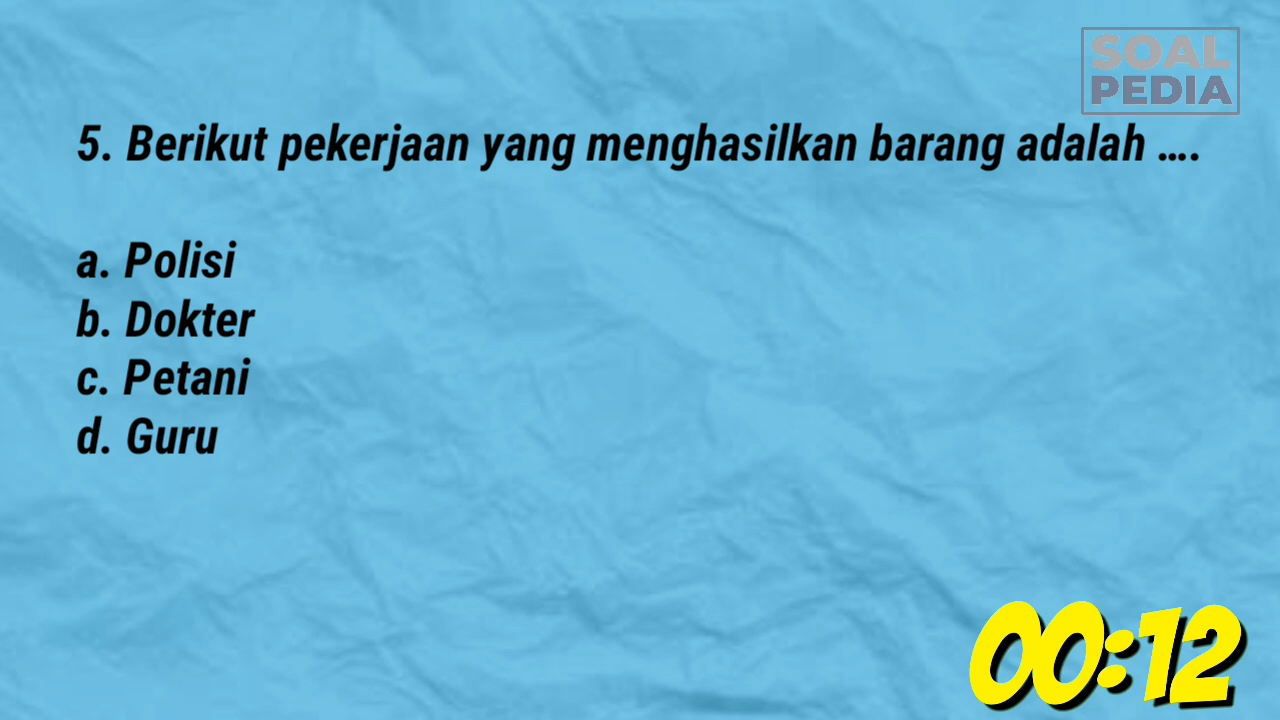 SOAL
PEDIA
5. Berikut pekerjaan yang menghasilkan barang adalah ....
a. Polisi
b. Dokter
c. Petani
d. Guru
00:12